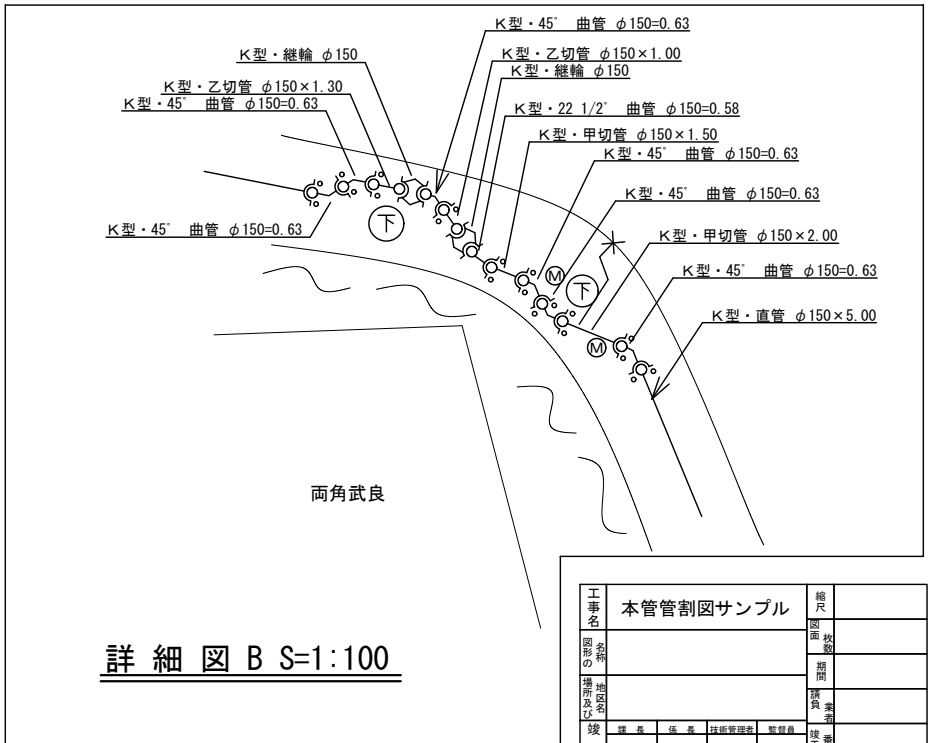 K型・45° 曲管 φ150=0.63
K型・継輪 φ150
K型・乙切管 φ150×1.00
K型・継輪 φ150
K型・乙切管 φ150×1.30
K型・45° 曲管 φ150=0.63
K型・22 1/2° 曲管 φ150=0.58
K型・甲切管 φ150×1.50
K型・45° 曲管 φ150=0.63
K型・45° 曲管 φ150=0.63
K型・45° 曲管 φ150=0.63
下
K型・甲切管 φ150×2.00
M
下
K型・45° 曲管 φ150=0.63
K型・直管 φ150×5.00
M
両角武良
詳細図 B S=1:100
工事名
本管管割図サンプル
縮尺
図面 枚数
図形の 名称
期間
場所及び 地区名
請負 業者
竣
課長 係長 技術管理者 監督員